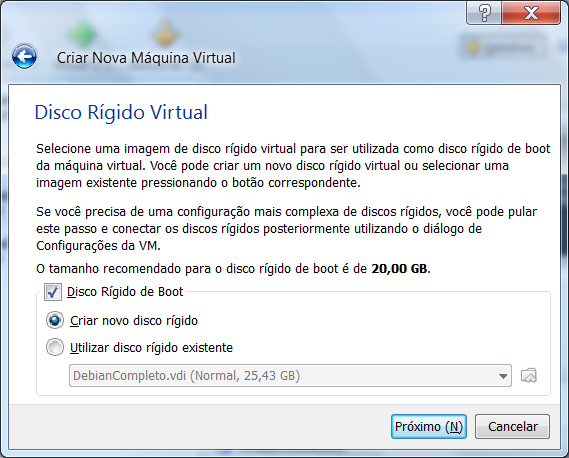 Criar Nova Máquina Virtual
Disco Rígido Virtual
Selecione uma imagem de disco rígido virtual para ser utilizada como disco rígido de boot
da máquina virtual. Você pode criar um novo disco rígido virtual ou selecionar uma
imagem existente pressionando o botão correspondente.
Se você precisa de uma configuração mais complexa de discos rígidos, você pode pular
este passo e conectar os discos rígidos posteriormente utilizando o diálogo de
Configurações da VM.
O tamanho recomendado para o disco rígido de boot é de 20,00 GB.
Disco Rígido de Boot
Criar novo disco rígido
Utilizar disco rígido existente
DebianCompleto.vdi (Normal, 25,43 GB)
Próximo (N)
Cancelar